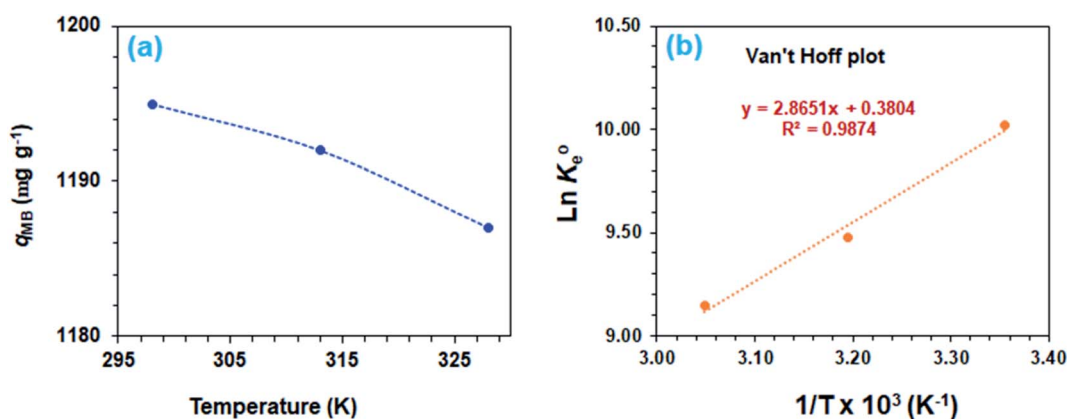 (a)
1200
1190
1180
qMB (mg g-1)
295
305
315
325
Temperature (K)
(b)
Van't Hoff plot
y = 2.8651x + 0.3804
R² = 0.9874
10.50
10.00
9.50
9.00
Ln Keo
3.00
3.10
3.20
3.30
3.40
1/T x 10³ (K-1)